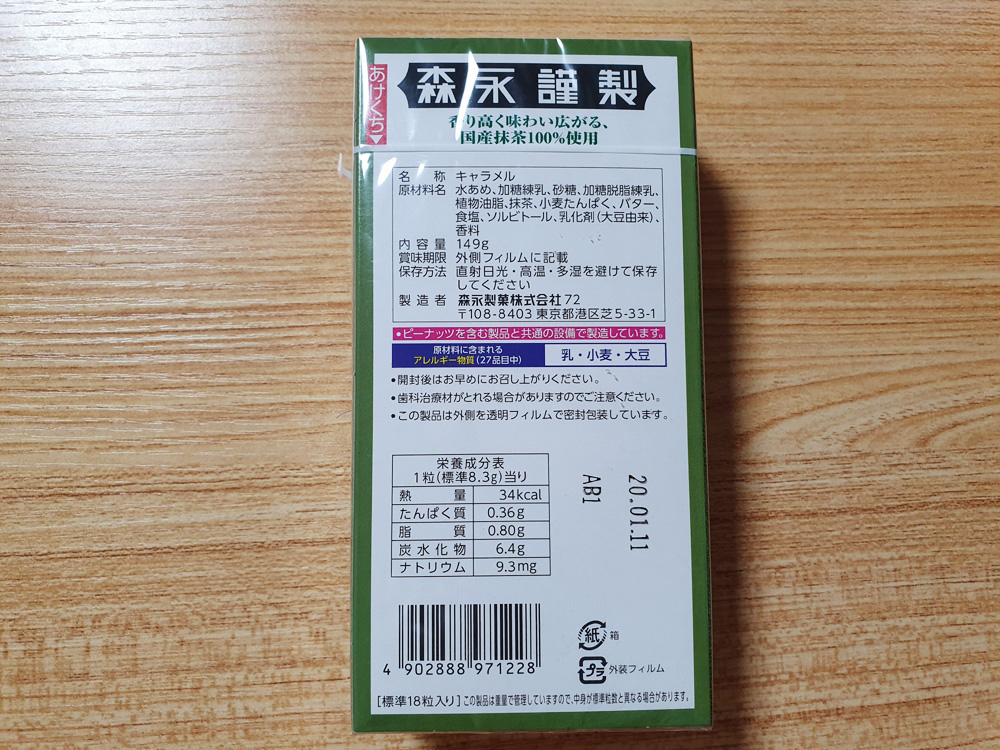 あけくち▼
森永謹製
香り高く味わい広がる、
国産抹茶100%使用
名称 キャラメル
原材料名 水あめ、加糖練乳、砂糖、加糖脱脂練乳、
植物油脂、抹茶、小麦たんぱく、バター、
食塩、ソルビトール、乳化剤(大豆由来)、
香料
内容量 149g
賞味期限 外側フィルムに記載
保存方法 直射日光・高温・多湿を避けて保存
してください
製造者 森永製菓株式会社 72
〒108-8403 東京都港区芝5-33-1
•ピーナッツを含む製品と共通の設備で製造しています。
原材料に含まれる
アレルギー物質(27品目中)
乳・小麦・大豆
•開封後はお早めにお召し上がりください。
•歯科治療材がとれる場合がありますのでご注意ください。
•この製品は外側を透明フィルムで密封包装しています。
栄養成分表
1粒(標準8.3g)当り
熱量 34kcal
たんぱく質 0.36g
脂質 0.80g
炭水化物 6.4g
ナトリウム 9.3mg
20.01.11
AB1
紙 箱
プラ 外装フィルム
4 902888 971228
[標準18粒入り] この製品は重量で管理していますので、中身が標準粒数と異なる場合があります。